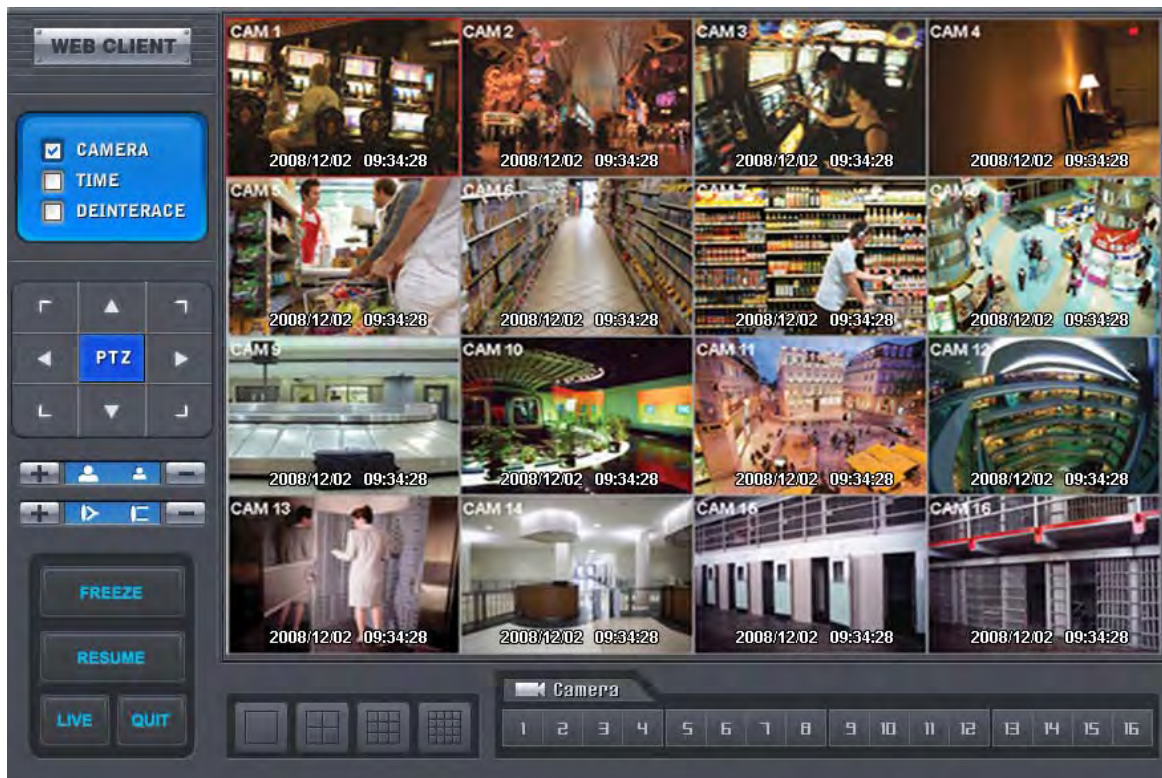 WEB CLIENT
CAMERA
TIME
DEINTERACE
PTZ
FREEZE
RESUME
LIVE QUIT
CAM 1 CAM 2 CAM 3 CAM 4
2008/12/02 09:34:28 2008/12/02 09:34:28 2008/12/02 09:34:28 2008/12/02 09:34:28
CAM 5 CAM 6 CAM 7 CAM 8
2008/12/02 09:34:28 2008/12/02 09:34:28 2008/12/02 09:34:28 2008/12/02 09:34:28
CAM 9 CAM 10 CAM 11 CAM 12
2008/12/02 09:34:28 2008/12/02 09:34:28 2008/12/02 09:34:28 2008/12/02 09:34:28
CAM 13 CAM 14 CAM 15 CAM 16
2008/12/02 09:34:28 2008/12/02 09:34:28 2008/12/02 09:34:28 2008/12/02 09:34:28
Camera
1 2 3 4 5 6 7 8 9 10 11 12 13 14 15 16